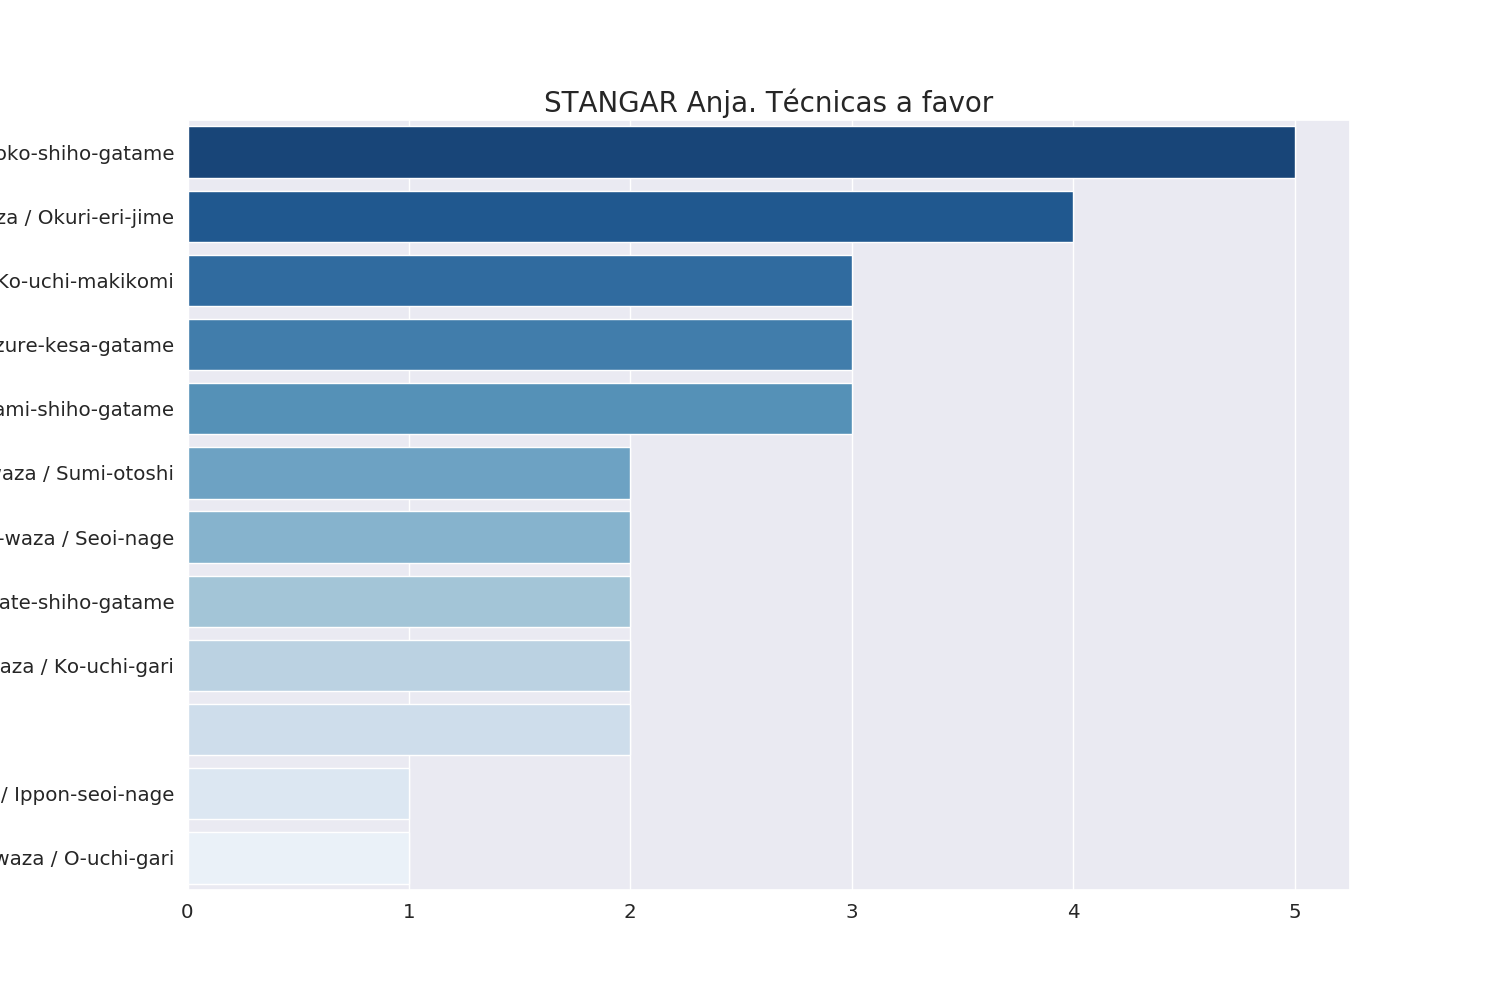 STANGAR Anja. Técnicas a favor
oko-shiho-gatame
za / Okuri-eri-jime
Ko-uchi-makikomi
zure-kesa-gatame
ami-shiho-gatame
waza / Sumi-otoshi
-waza / Seoi-nage
ate-shiho-gatame
aza / Ko-uchi-gari
/ Ippon-seoi-nage
waza / O-uchi-gari
0 1 2 3 4 5